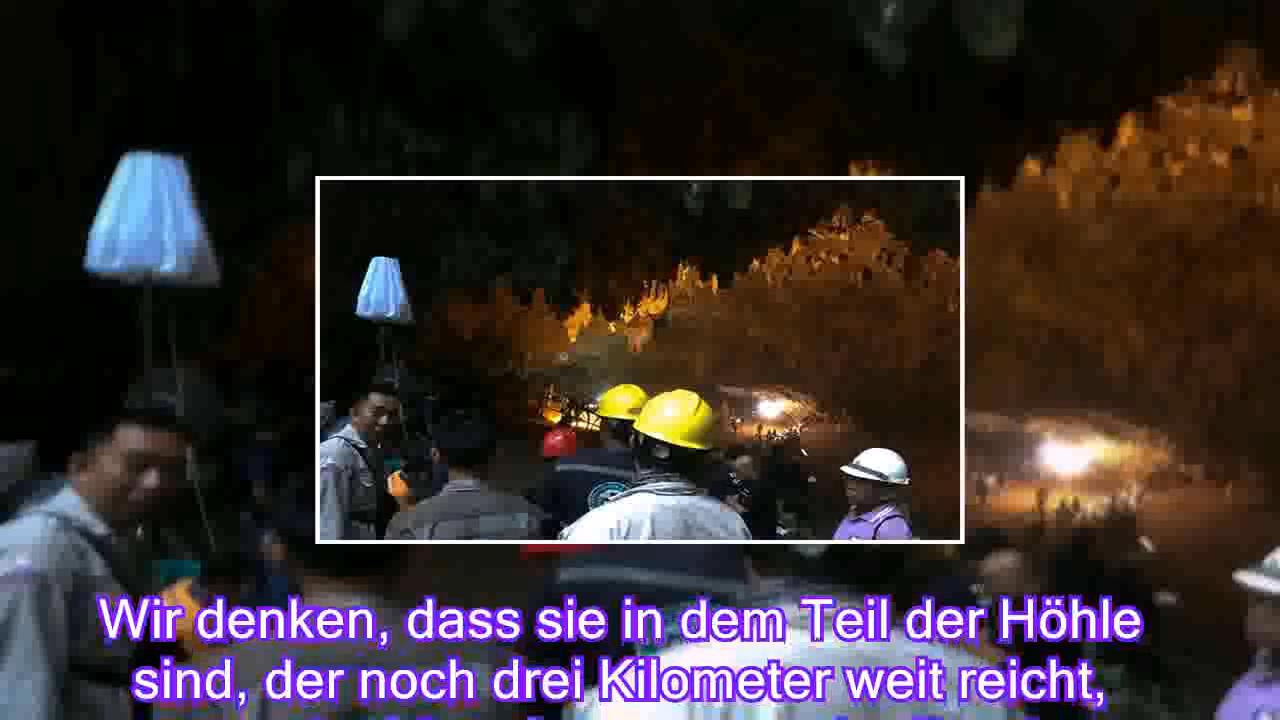 Wir denken, dass sie in dem Teil der Höhle
sind, der noch drei Kilometer weit reicht,